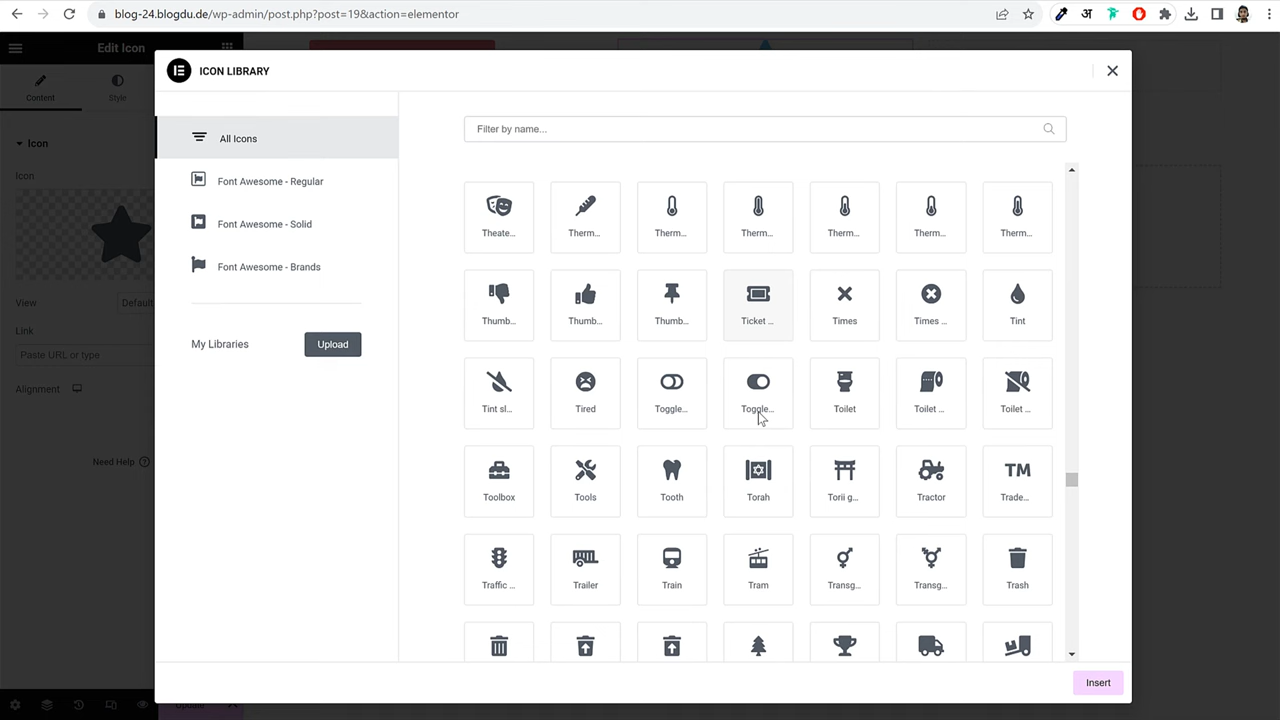 blog-24.blogdu.de/wp-admin/post.php?post=19&action=elementor
अ
Edit Icon
ICON LIBRARY
Content
Style
Filter by name...
All Icons
Icon
Icon
Font Awesome - Regular
Font Awesome - Solid
Font Awesome - Brands
View
Default
Link
Paste URL or type
My Libraries
Upload
Alignment
Need Help
Theate...
Therm...
Therm...
Therm...
Therm...
Therm...
Therm...
Thumb...
Thumb...
Thumb...
Ticket ...
Times
Times ...
Tint
Tint sl...
Tired
Toggle...
Toggle...
Toilet
Toilet ...
Toilet ...
Toolbox
Tools
Tooth
Torah
Torii g...
Tractor
TM
Trade...
Traffic ...
Trailer
Train
Tram
Transg...
Transg...
Trash
Update
Insert